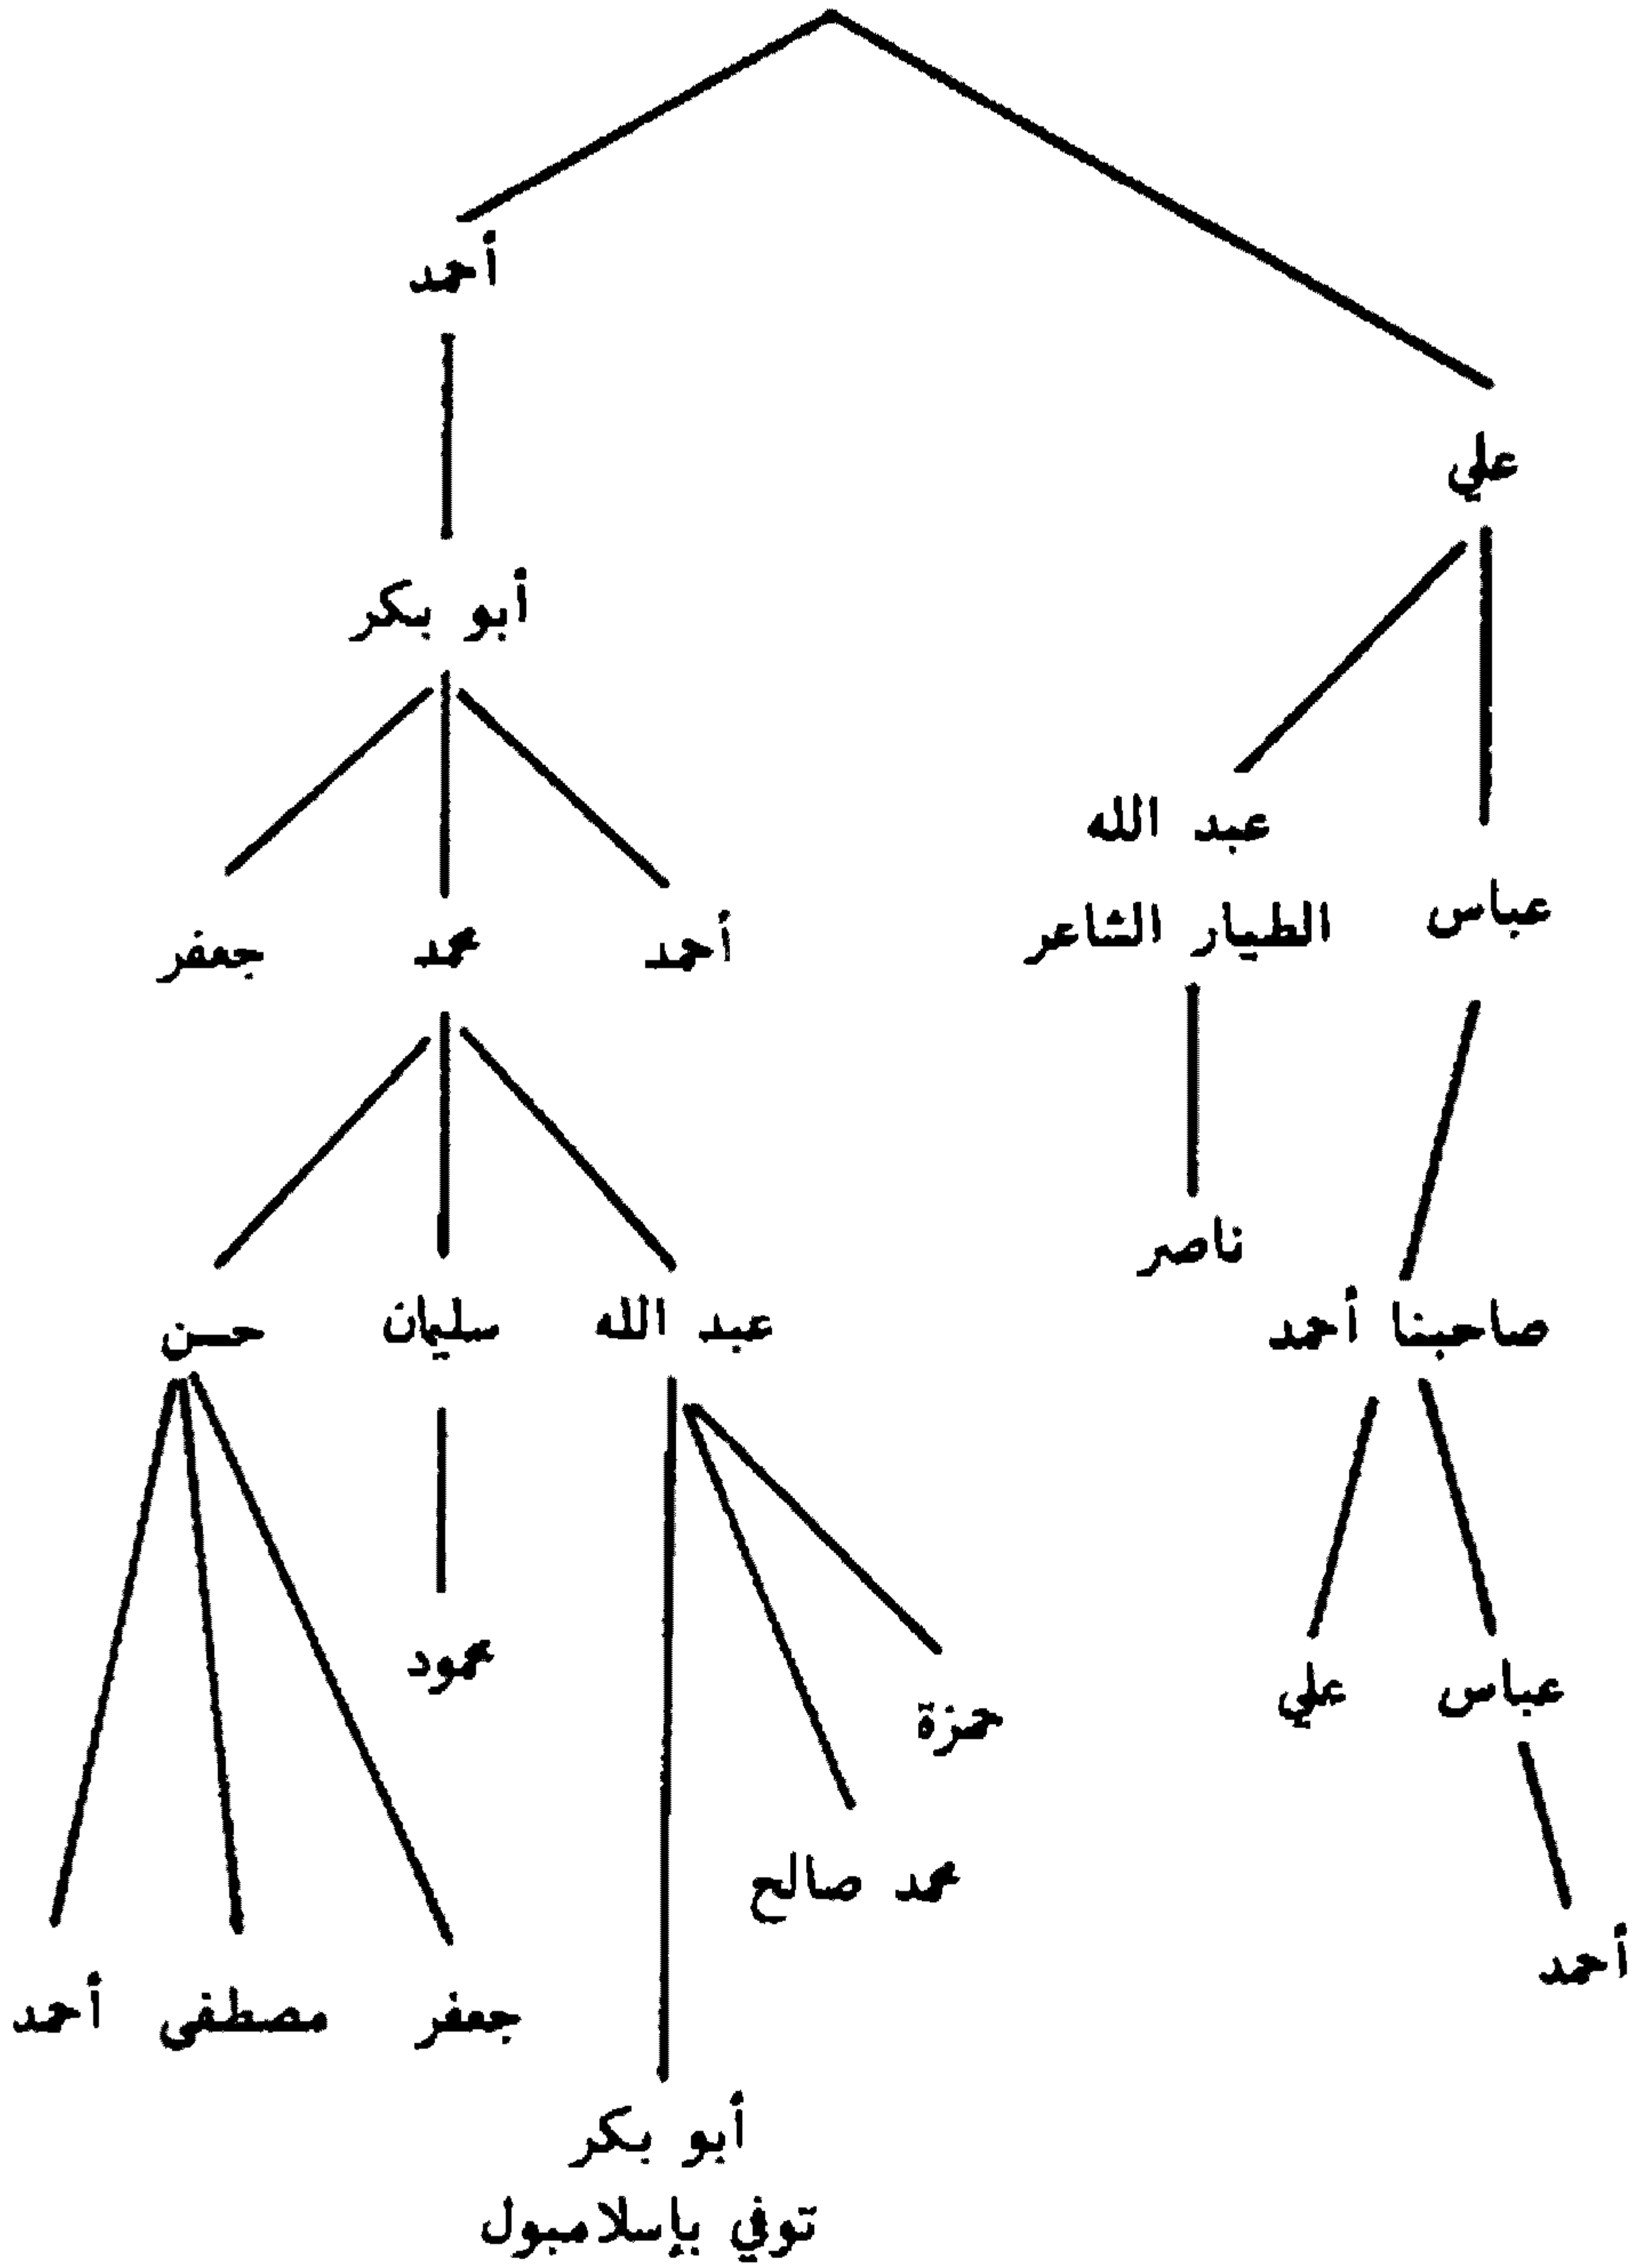 أحمد
علي
أبو بكر
عبد الله
الطيار الشاعر
عباس
أحمد
محمد
جعفر
ناصر
صاحبنا أحمد
عبد الله
سليمان
حسن
عباس
علي
محمود
حمزة
محمد صالح
أحمد
جعفر
مصطفى
أحمد
أبو بكر
توفي بإسلامبول